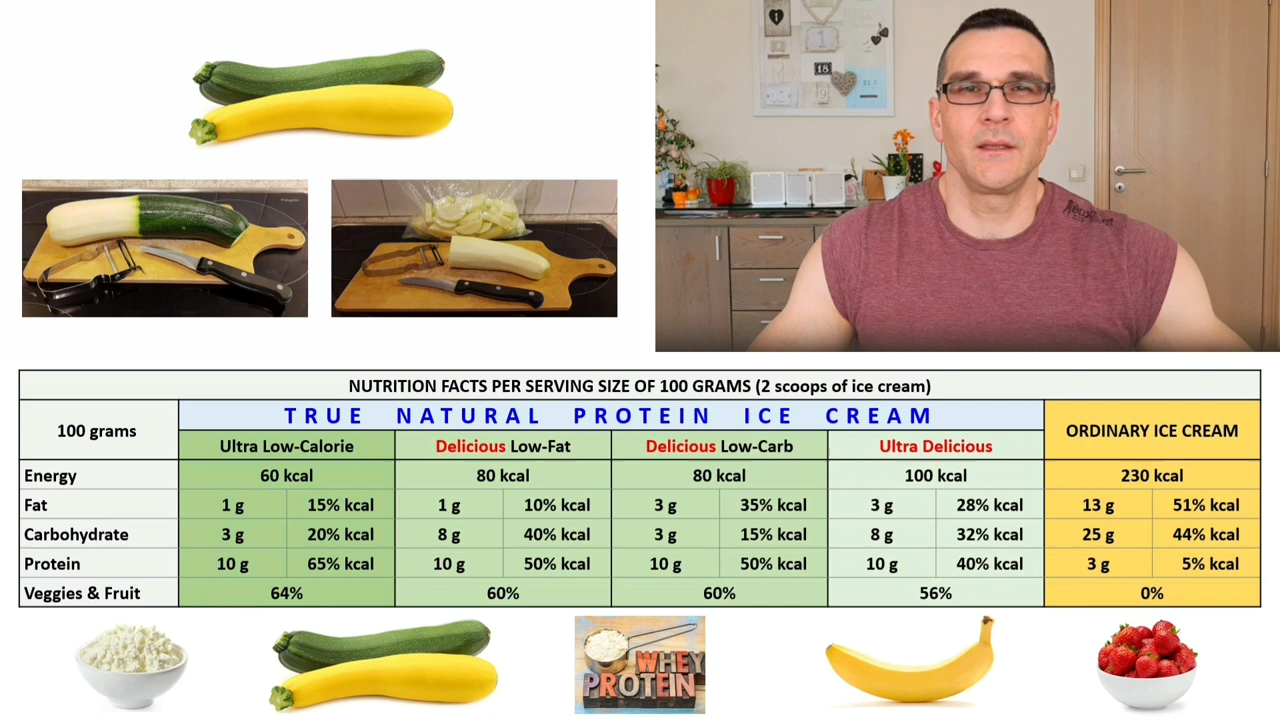 1
1
18
9
NUTRITION FACTS PER SERVING SIZE OF 100 GRAMS (2 scoops of ice cream)
100 grams
TRUE NATURAL PROTEIN ICE CREAM
ORDINARY ICE CREAM
Ultra Low-Calorie Delicious Low-Fat Delicious Low-Carb Ultra Delicious
Energy 60 kcal 80 kcal 80 kcal 100 kcal 230 kcal
Fat 1 g 15% kcal 1 g 10% kcal 3 g 35% kcal 3 g 28% kcal 13 g 51% kcal
Carbohydrate 3 g 20% kcal 8 g 40% kcal 3 g 15% kcal 8 g 32% kcal 25 g 44% kcal
Protein 10 g 65% kcal 10 g 50% kcal 10 g 50% kcal 10 g 40% kcal 3 g 5% kcal
Veggies & Fruit 64% 60% 60% 56% 0%
WHEY
PROTEIN